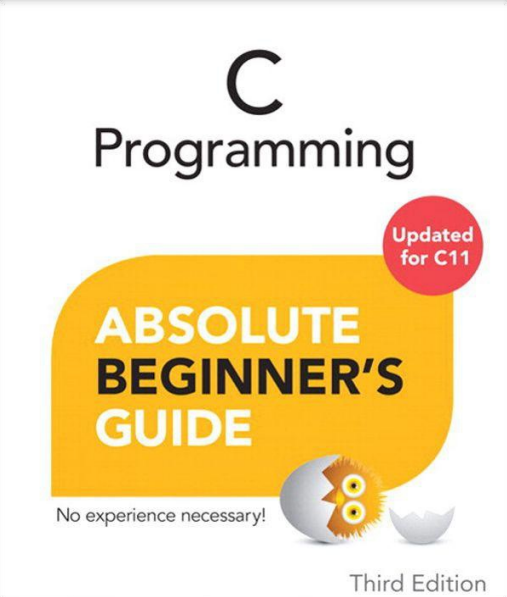 C
Programming
Updated
for C11
ABSOLUTE
BEGINNER'S
GUIDE
No experience necessary!
Third Edition